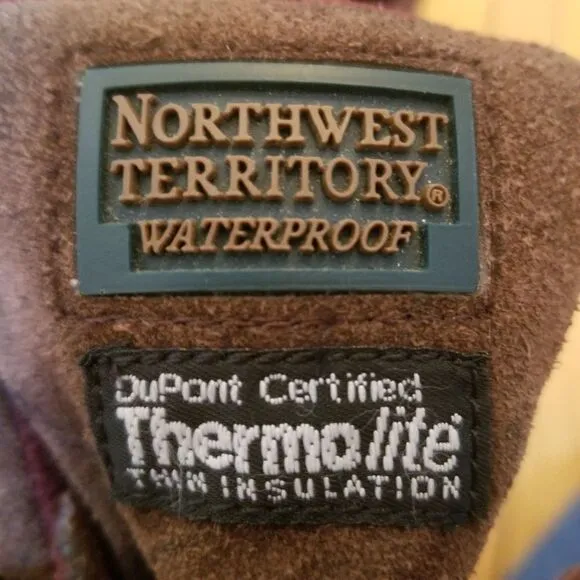 NORTHWEST
TERRITORY®
WATERPROOF
DuPont Certified
Thermolite®
THIN INSULATION